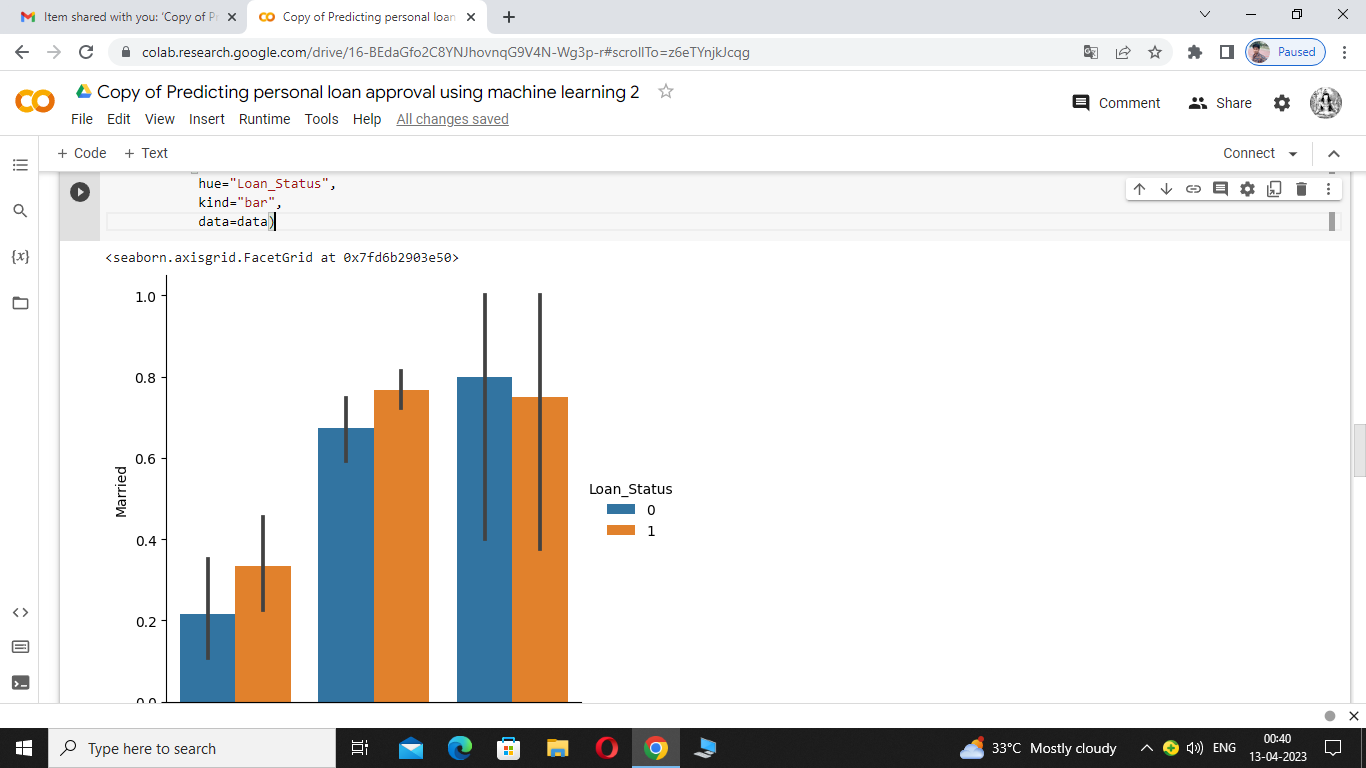 Item shared with you: 'Copy of Pr
Copy of Predicting personal loan
colab.research.google.com/drive/16-BEdaGfo2C8YNJhovnqG9V4N-Wg3p-r#scrollTo=z6eTYnjkJcqg
Paused
Copy of Predicting personal loan approval using machine learning 2
Comment
Share
File Edit View Insert Runtime Tools Help All changes saved
+ Code + Text
Connect
hue="Loan_Status",
kind="bar",
data=data)
<seaborn.axisgrid.FacetGrid at 0x7fd6b2903e50>
{x}
1.0
0.8
0.6
0.4
0.2
0.0
Married
Loan_Status
0
1
Type here to search
33°C Mostly cloudy
ENG
00:40
13-04-2023